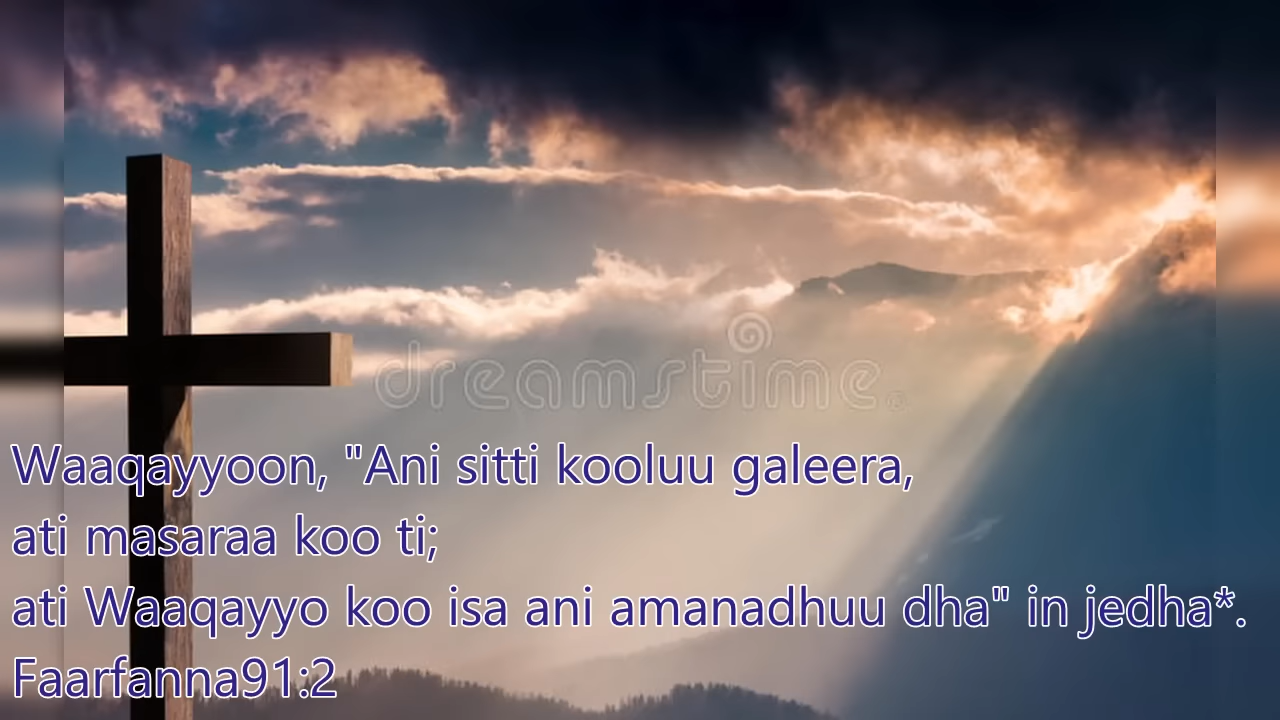 dreamstime
Waaqayyoon, "Ani sitti kooluu galeera,
ati masaraa koo ti;
ati Waaqayyo koo isa ani amanadhuu dha" in jedha*.
Faarfanna91:2